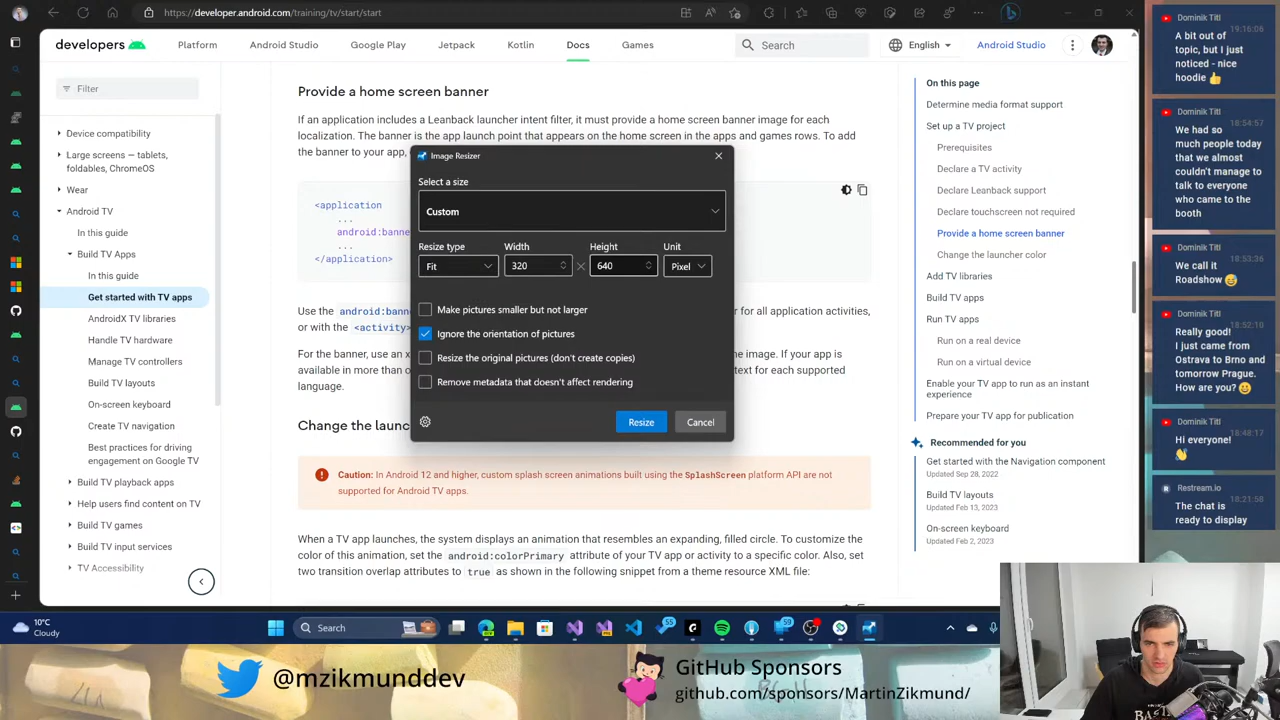 https://developer.android.com/training/tv/start/start
developers
Platform
Android Studio
Google Play
Jetpack
Kotlin
Docs
Games
Search
English
Android Studio
Filter
Device compatibility
Large screens — tablets,
foldables, ChromeOS
Wear
Android TV
In this guide
Build TV Apps
In this guide
Get started with TV apps
AndroidX TV libraries
Handle TV hardware
Manage TV controllers
Build TV layouts
On-screen keyboard
Create TV navigation
Best practices for driving
engagement on Google TV
Build TV playback apps
Help users find content on TV
Build TV games
Build TV input services
TV Accessibility
Provide a home screen banner
If an application includes a Leanback launcher intent filter, it must provide a home screen banner image for each
localization. The banner is the app launch point that appears on the home screen in the apps and games rows. To add
the banner to your app,
<application
...
android:banne
...
</application>
Use the android:bann
er for all application activities,
or with the <activity>
For the banner, use an x
he image. If your app is
available in more than o
text for each supported
language.
Change the launc
Caution: In Android 12 and higher, custom splash screen animations built using the SplashScreen platform API are not
supported for Android TV apps.
When a TV app launches, the system displays an animation that resembles an expanding, filled circle. To customize the
color of this animation, set the android:colorPrimary attribute of your TV app or activity to a specific color. Also, set
two transition overlap attributes to true as shown in the following snippet from a theme resource XML file:
Image Resizer
Select a size
Custom
Resize type
Width
Height
Unit
Fit
320
640
Pixel
Make pictures smaller but not larger
Ignore the orientation of pictures
Resize the original pictures (don't create copies)
Remove metadata that doesn't affect rendering
Resize
Cancel
On this page
Determine media format support
Set up a TV project
Prerequisites
Declare a TV activity
Declare Leanback support
Declare touchscreen not required
Provide a home screen banner
Change the launcher color
Add TV libraries
Build TV apps
Run TV apps
Run on a real device
Run on a virtual device
Enable your TV app to run as an instant
experience
Prepare your TV app for publication
Recommended for you
Get started with the Navigation component
Updated Sep 28, 2022
Build TV layouts
Updated Feb 13, 2023
On-screen keyboard
Updated Feb 2, 2023
Dominik Titl
19:16:06
A bit out of
topic, but I just
noticed - nice
hoodie 👍
Dominik Titl
18:54:57
We had so
much people today
that we almost
couldn't manage to
talk to everyone
who came to the
booth
Dominik Titl
18:53:36
We call it
Roadshow 😅
Dominik Titl
18:52:10
Really good!
I just came
from Ostrava to Brno and
tomorrow Prague.
How are you? 😀
Dominik Titl
18:48:17
Hi everyone!
👋
Restream.io
18:21:58
The chat is
ready to display
10°C
Cloudy
Search
@mzikmunddev
GitHub Sponsors
github.com/sponsors/MartinZikmund/